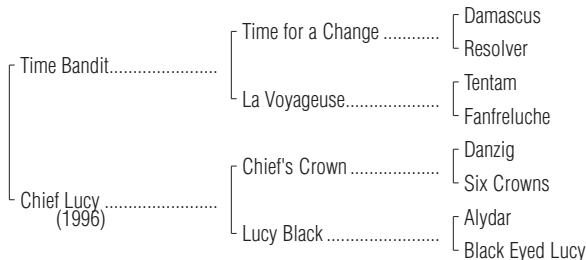 Damascus
Time for a Change ............
Resolver
Time Bandit.......................
Tentam
La Voyageuse....................
Fanfreluche
Danzig
Chief's Crown ...................
Six Crowns
Chief Lucy ........................
(1996)
Alydar
Lucy Black ........................
Black Eyed Lucy